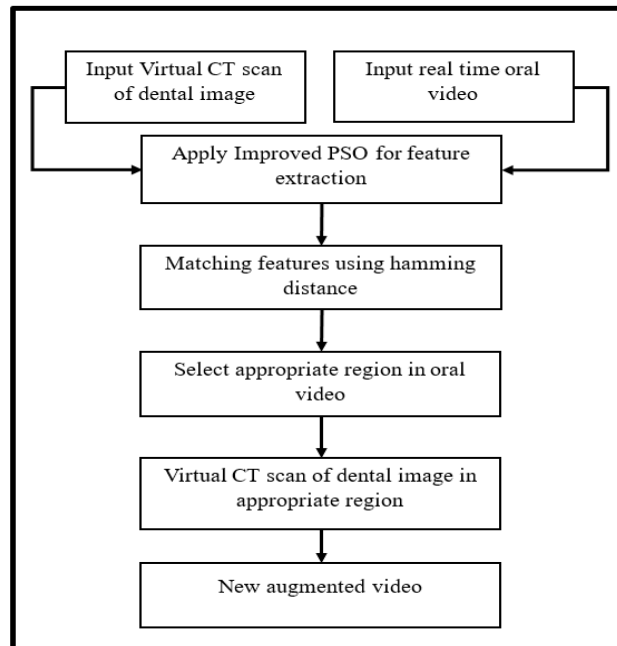 Input Virtual CT scan
of dental image
Input real time oral
video
Apply Improved PSO for feature
extraction
Matching features using hamming
distance
Select appropriate region in oral
video
Virtual CT scan of dental image in
appropriate region
New augmented video